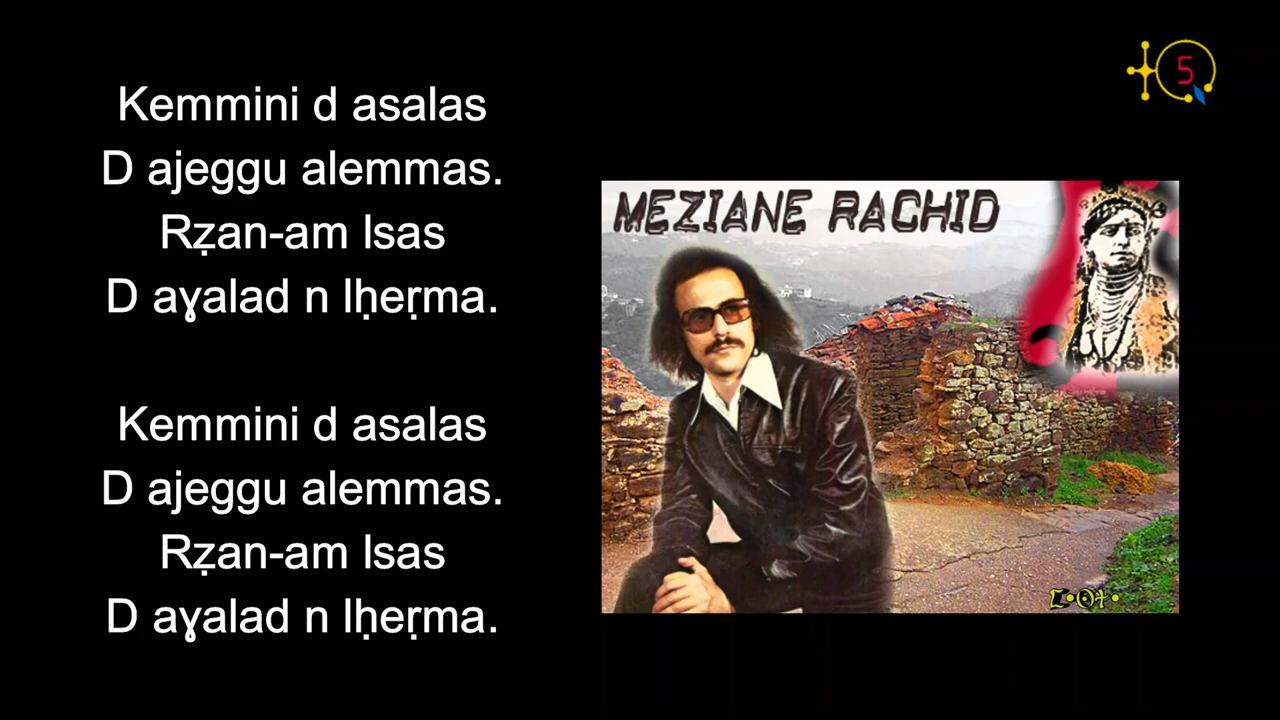 Kemmini d asalas
D ajeggu alemmas.
Rẓan-am lsas
D aɣalad n lḥeṛma.
Kemmini d asalas
D ajeggu alemmas.
Rẓan-am lsas
D aɣalad n lḥeṛma.
5
MEZIANE RACHID